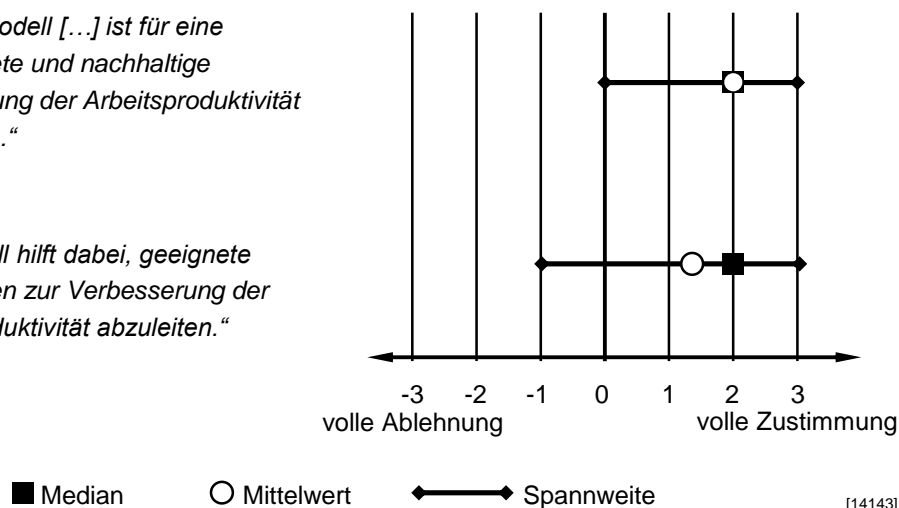 odell […] ist für eine
ete und nachhaltige
ung der Arbeitsproduktivität
.“
ll hilft dabei, geeignete
en zur Verbesserung der
duktivität abzuleiten.“
-3 -2 -1 0 1 2 3
volle Ablehnung volle Zustimmung
Median Mittelwert Spannweite
[14143]